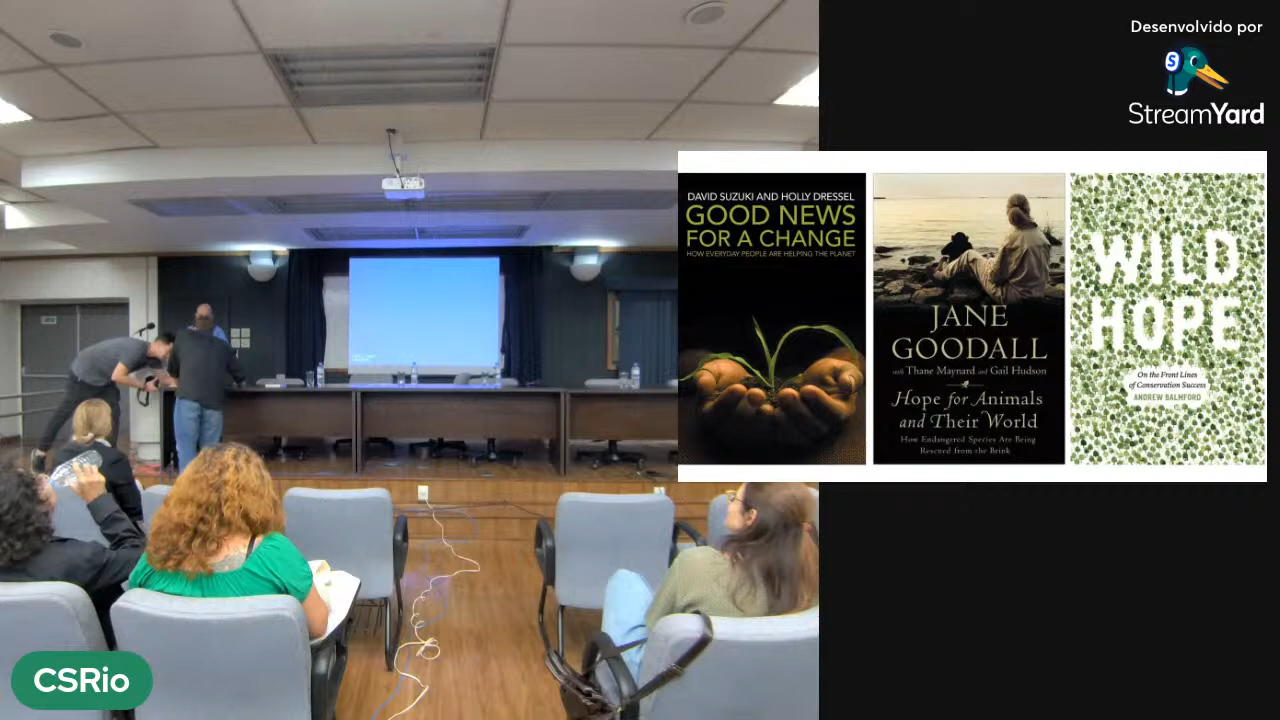 Desenvolvido por
StreamYard
DAVID SUZUKI AND HOLLY DRESSEL
GOOD NEWS
FOR A CHANGE
HOW EVERYDAY PEOPLE ARE HELPING THE PLANET
JANE
GOODALL
with Thane Maynard and Gail Hudson
Hope for Animals
and Their World
How Endangered Species Are Being
Rescued from the Brink
WILD
HOPE
On the Front Lines
of Conservation Success
ANDREW BALMFORD
CSRio